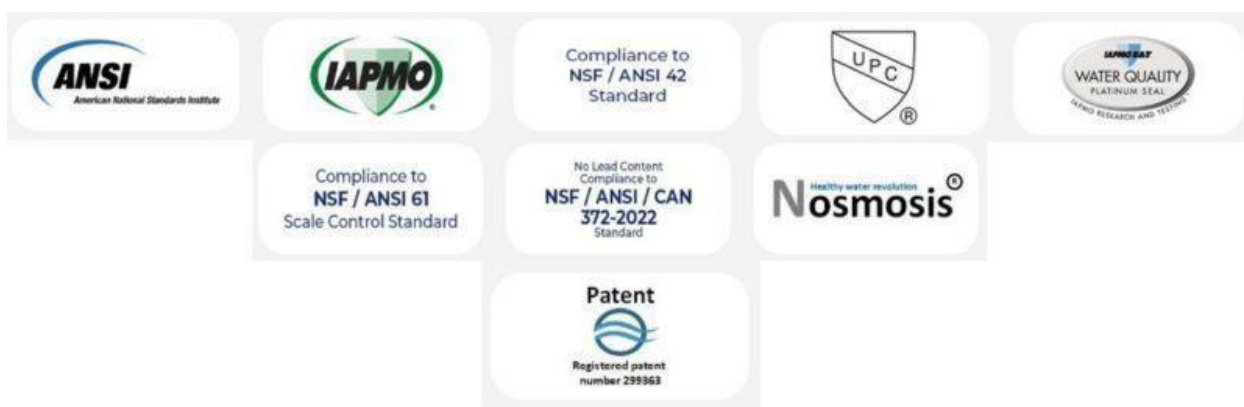 ANSI
American National Standards Institute
IAPMO
®
Compliance to
NSF / ANSI 42
Standard
UPC
®
IAPMO R&T
WATER QUALITY
PLATINUM SEAL
IAPMO RESEARCH AND TESTING
Compliance to
NSF / ANSI 61
Scale Control Standard
No Lead Content
Compliance to
NSF / ANSI / CAN
372-2022
Standard
Healthy water revolution
Nosmosis®
Patent
Registered patent
number 299363